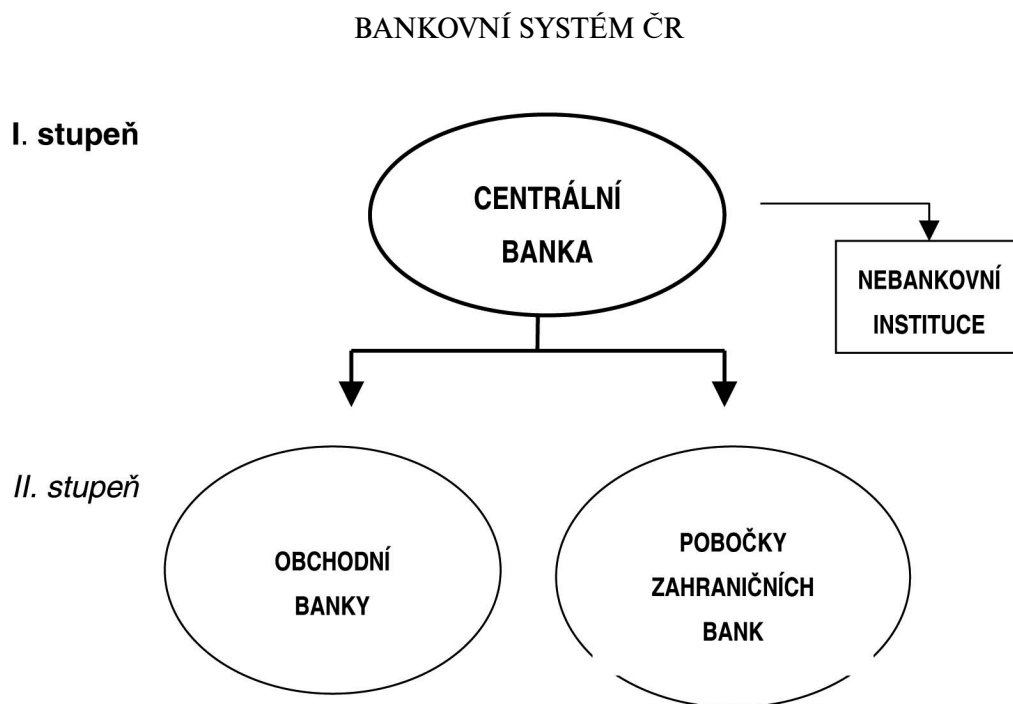 BANKOVNÍ SYSTÉM ČR
I. stupeň
CENTRÁLNÍ
BANKA
NEBANKOVNÍ
INSTITUCE
II. stupeň
OBCHODNÍ
BANKY
POBOČKY
ZAHRANIČNÍCH
BANK